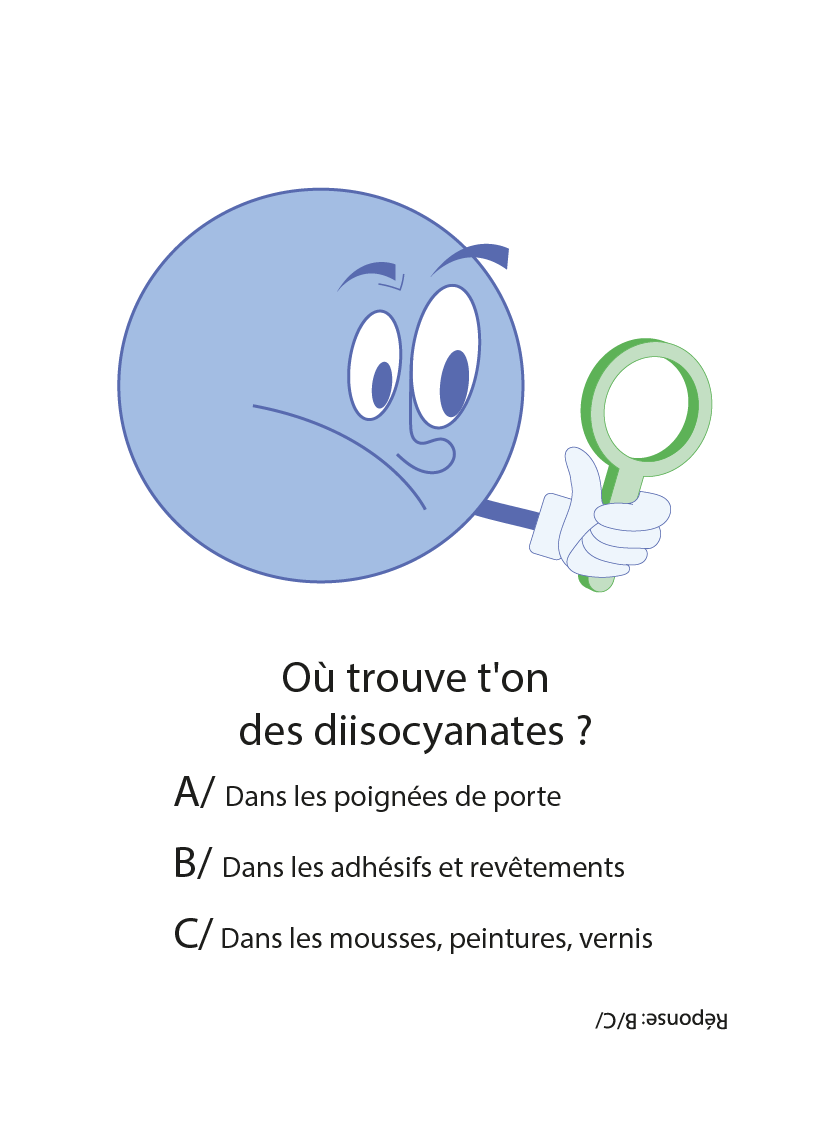 Où trouve t'on
des diisocyanates ?
A/ Dans les poignées de porte
B/ Dans les adhésifs et revêtements
C/ Dans les mousses, peintures, vernis
Réponse: B/C/